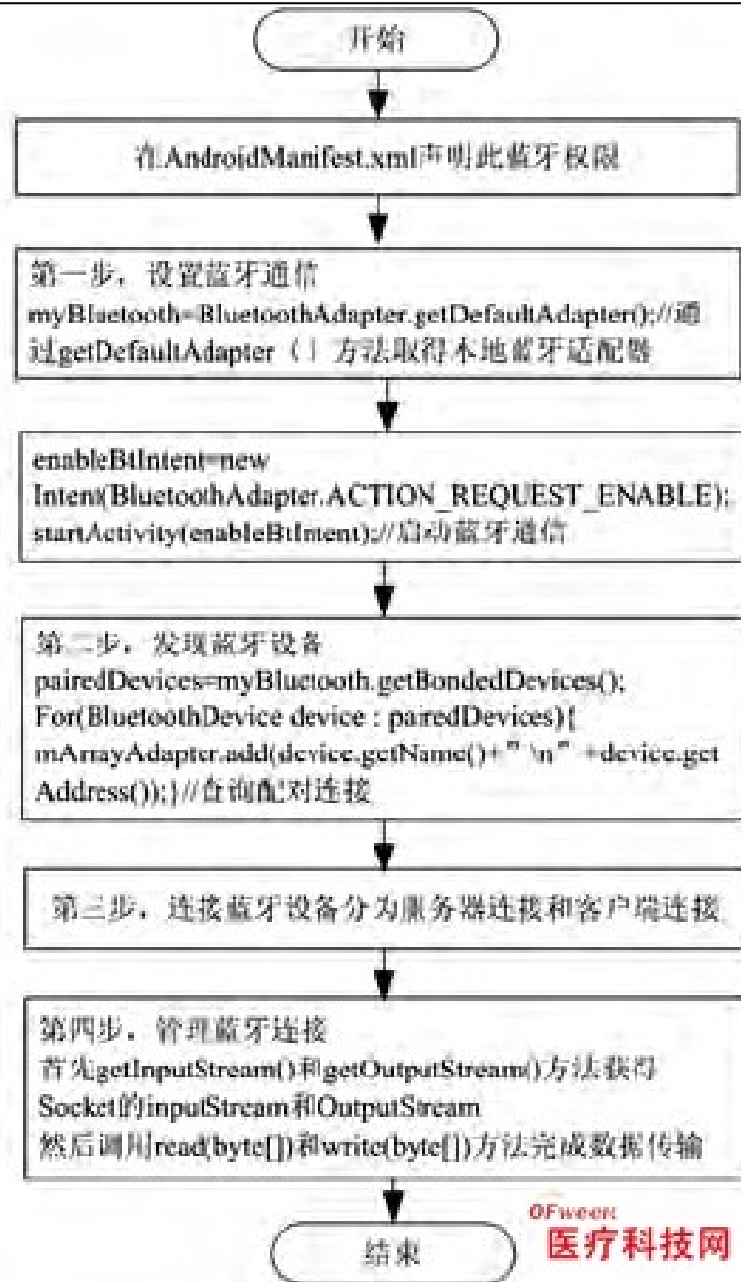 开始
在AndroidManifest.xml声明此蓝牙权限
第一步，设置蓝牙通信
myBluetooth=BluetoothAdapter.getDefaultAdapter();//通
过getDefaultAdapter（）方法取得本地蓝牙适配器
enableBtIntent=new
Intent(BluetoothAdapter.ACTION_REQUEST_ENABLE);
startActivity(enableBtIntent);//启动蓝牙通信
第二步，发现蓝牙设备
pairedDevices=myBluetooth.getBondedDevices();
For(BluetoothDevice device : pairedDevices){
mArrayAdapter.add(device.getName()+”\n”+device.get
Address());}//查询配对连接
第三步，连接蓝牙设备分为服务器连接和客户端连接
第四步，管理蓝牙连接
首先getInputStream()和getOutputStream()方法获得
Socket的inputStream和OutputStream
然后调用read(byte[])和write(byte[])方法完成数据传输
结束
OFweek
医疗科技网